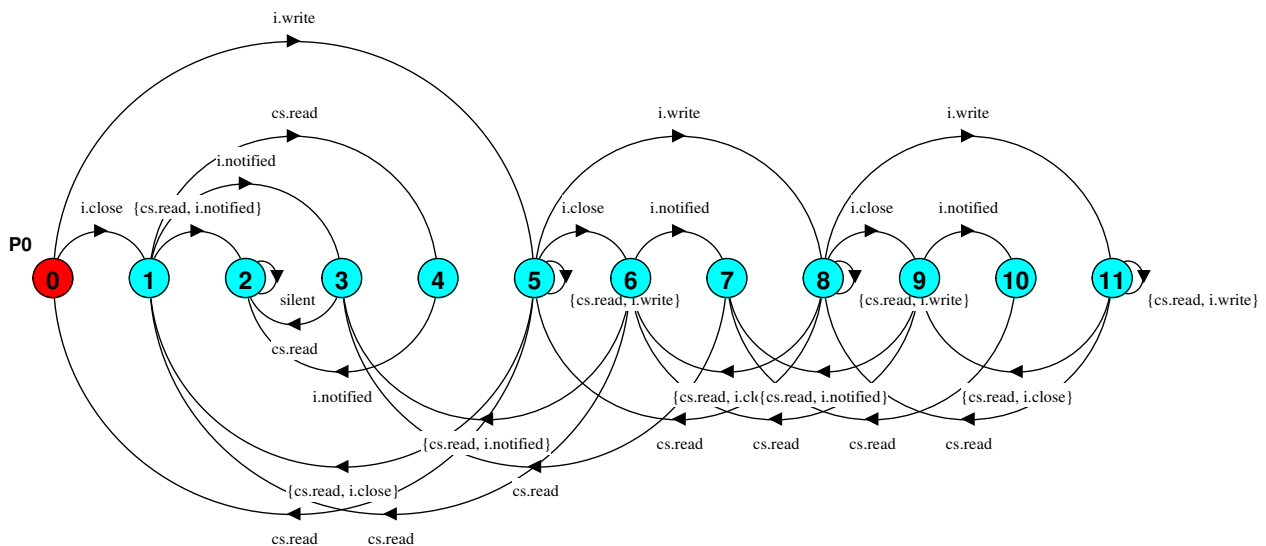 i.write
cs.read
i.write
i.write
i.notified
i.close
{cs.read, i.notified}
i.close
i.notified
i.close
i.notified
P0
0
1
2
3
4
5
6
7
8
9
10
11
silent
{cs.read, i.write}
{cs.read, i.write}
{cs.read, i.write}
cs.read
i.notified
{cs.read, i.cl
{cs.read, i.notified}
{cs.read, i.close}
{cs.read, i.notified}
cs.read
cs.read
cs.read
cs.read
{cs.read, i.close}
cs.read
cs.read
cs.read